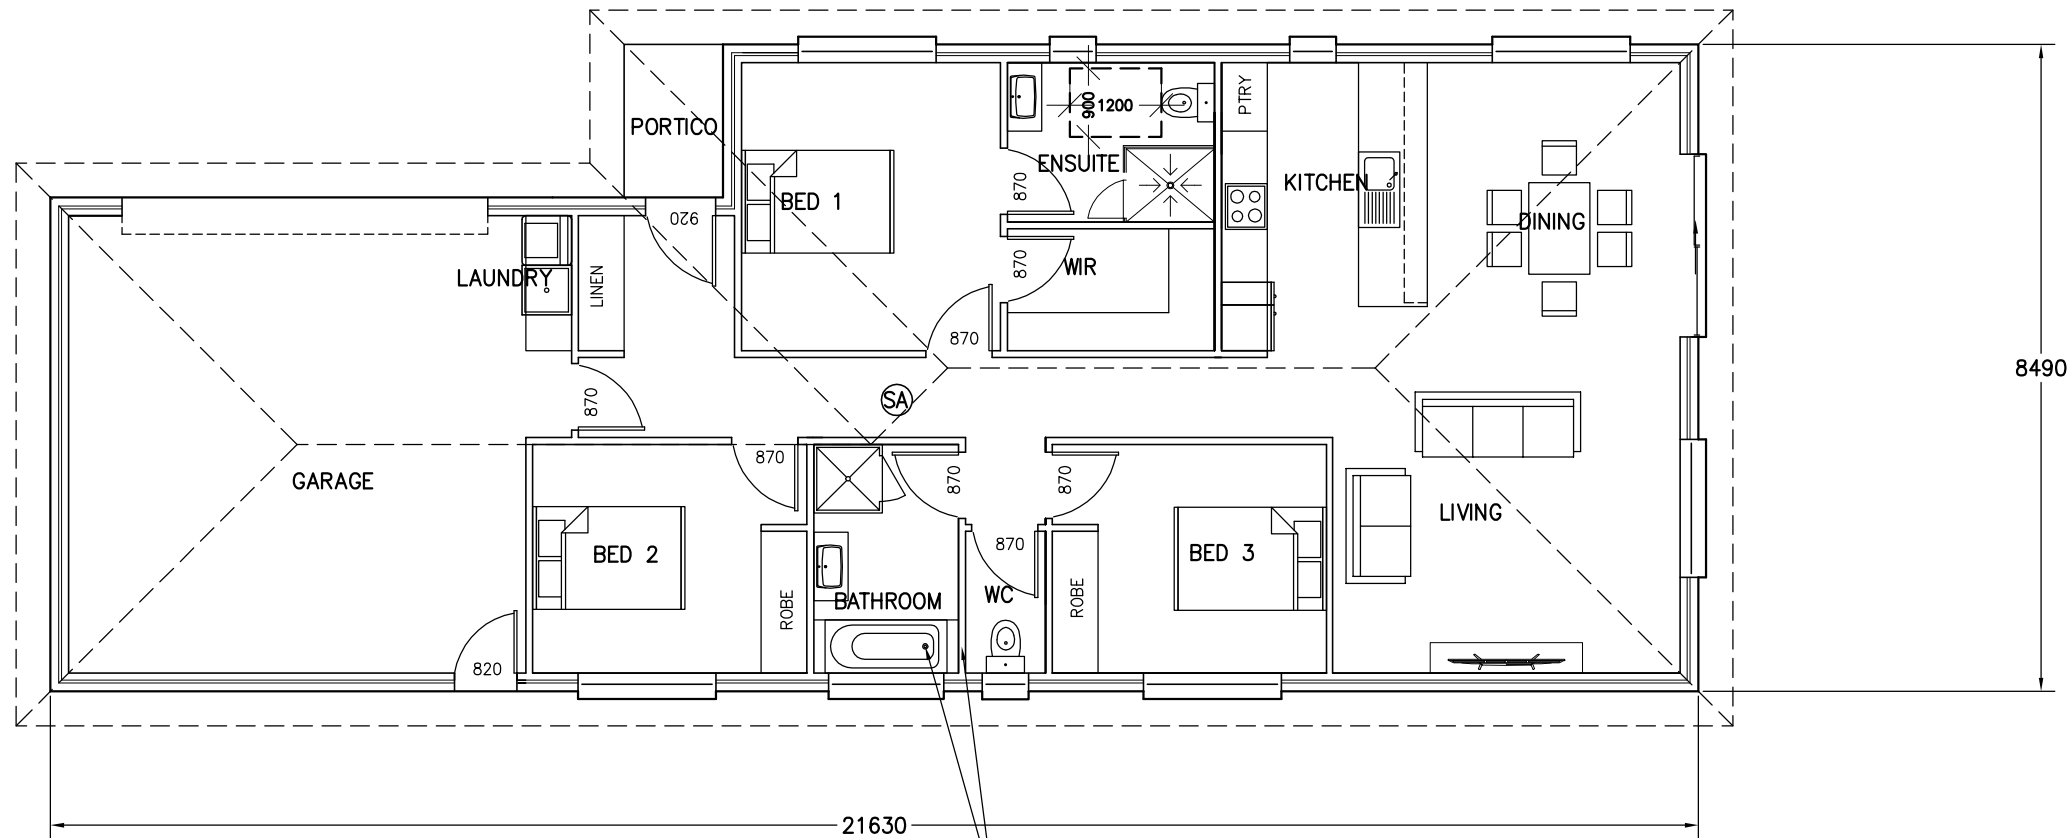 PORTICO
BED 1
920
ENSUITE
900
1200
870
870
WIR
870
PTRY
KITCHEN
DINING
LAUNDRY
LINEN
870
SA
8490
GARAGE
820
870
BED 2
ROBE
870
BATHROOM
870
WC
870
ROBE
BED 3
LIVING
21630